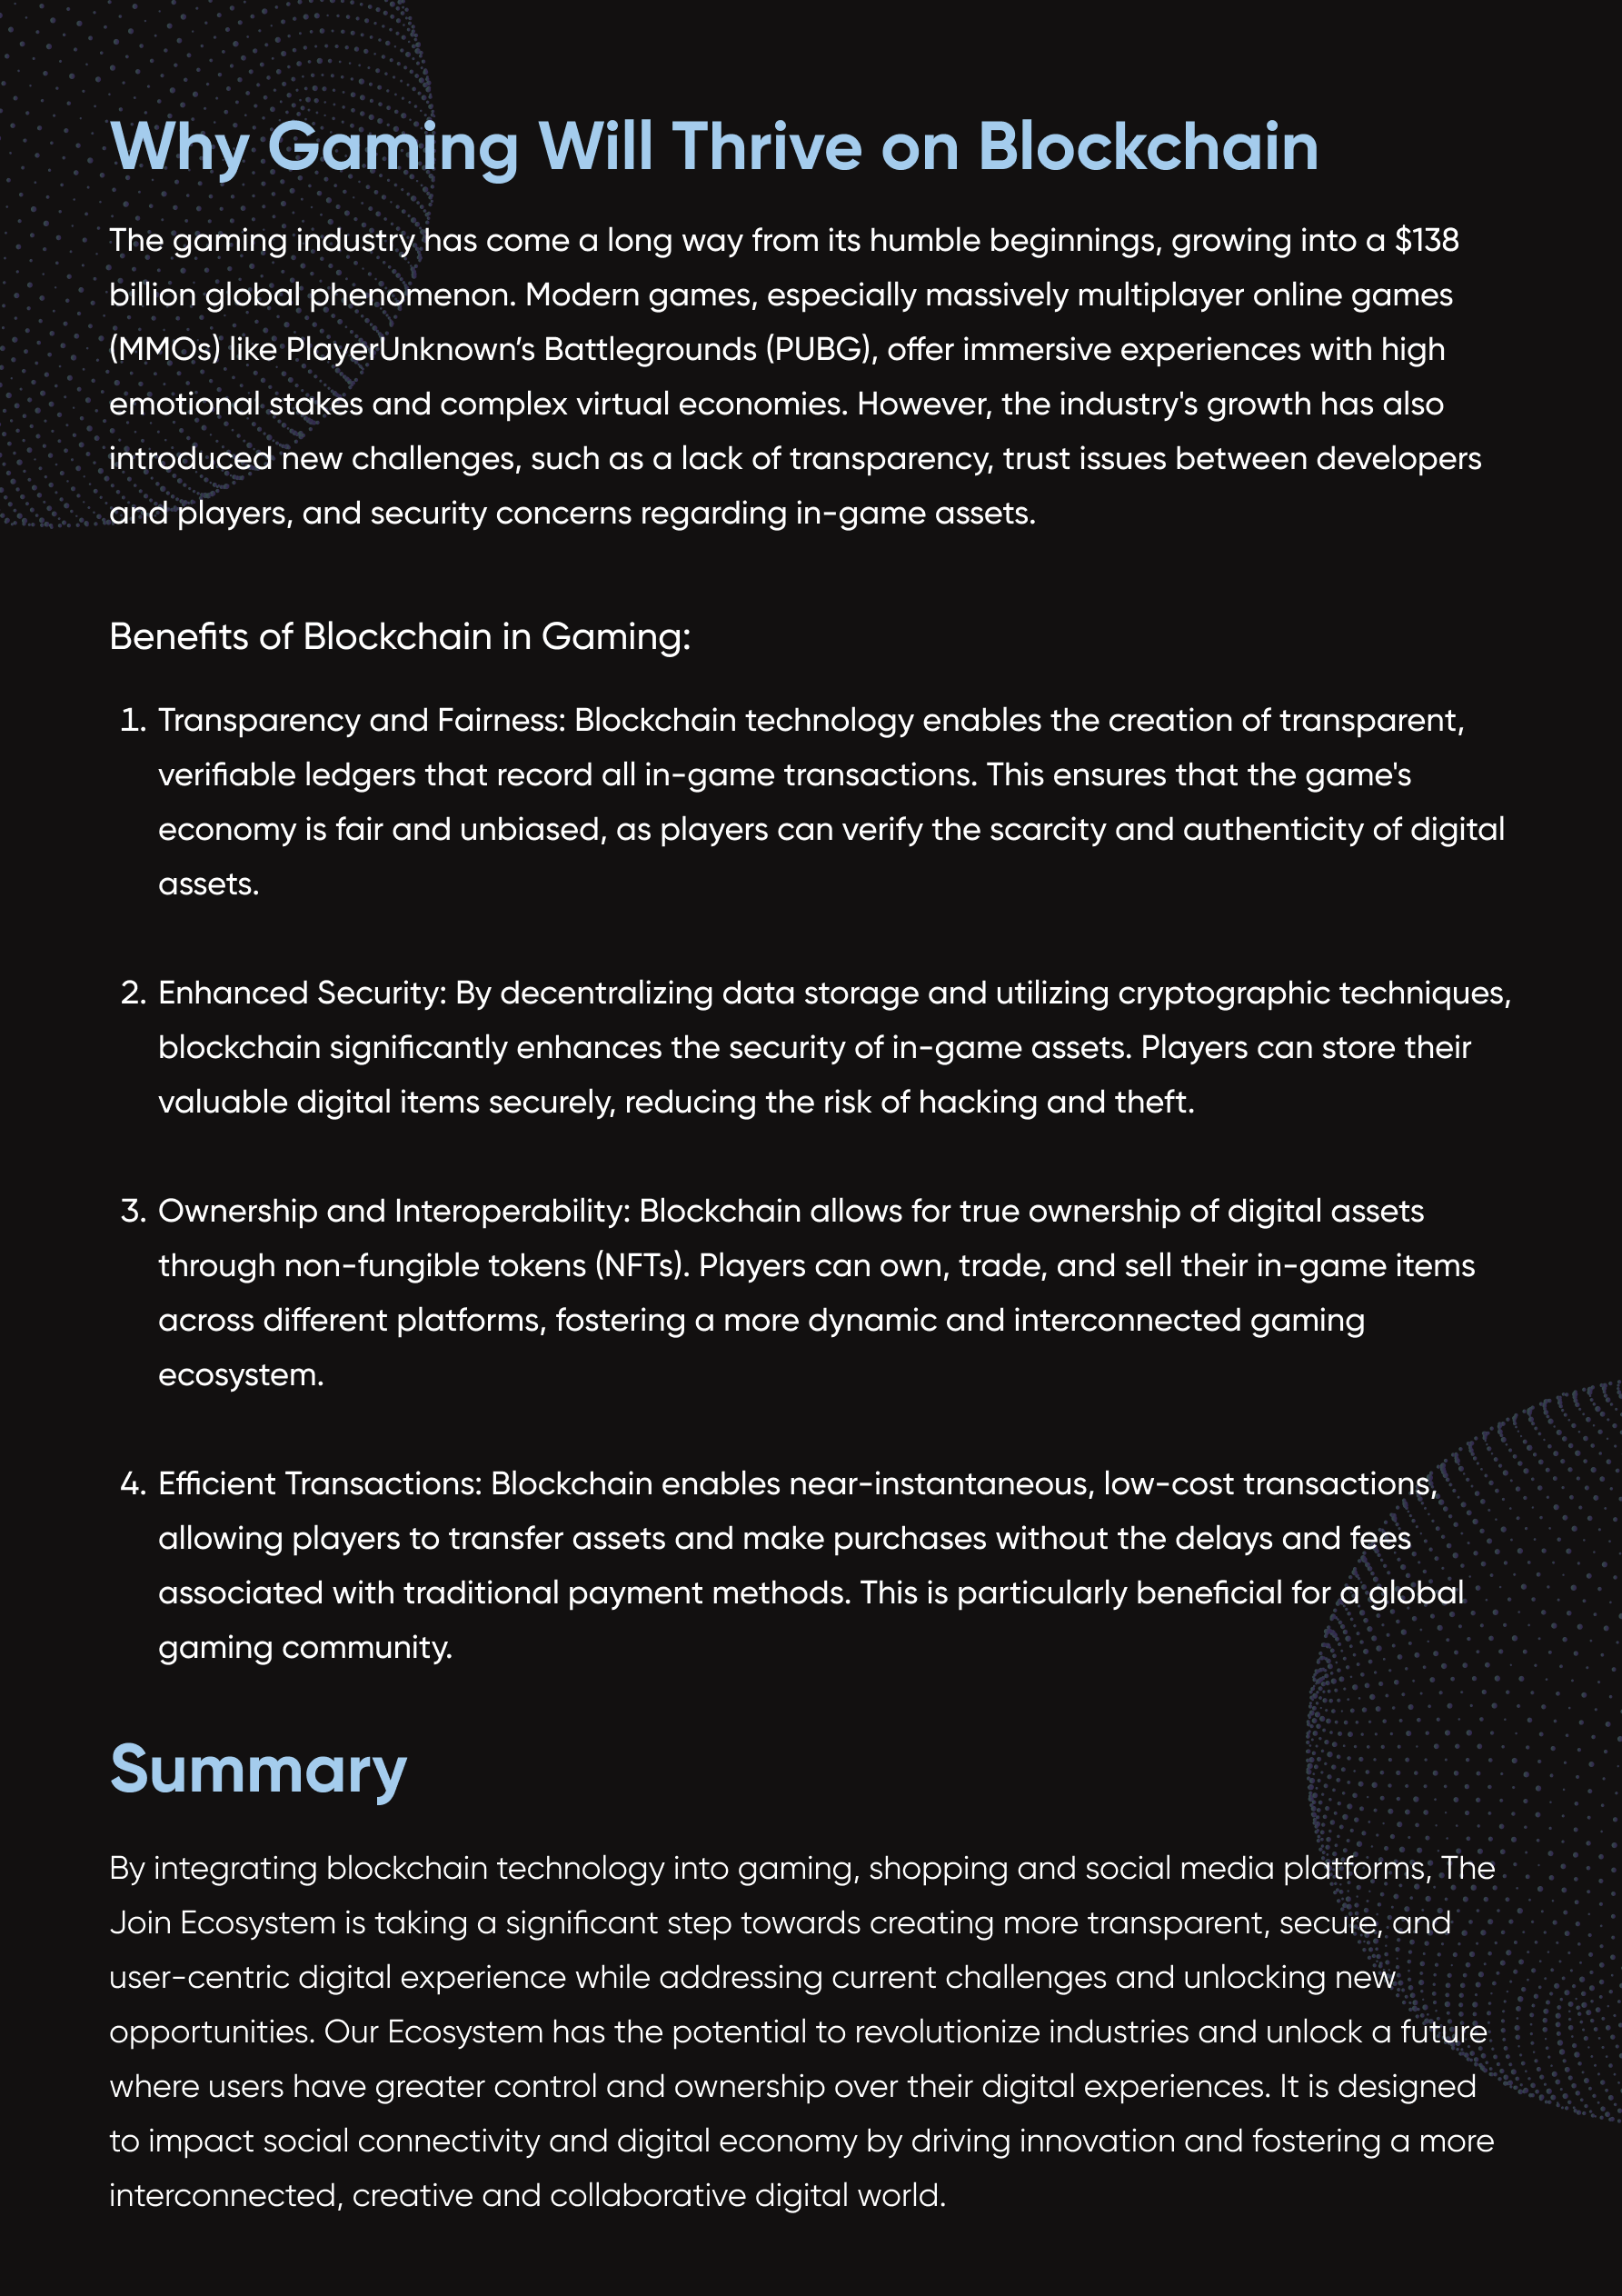 Why Gaming Will Thrive on Blockchain
The gaming industry has come a long way from its humble beginnings, growing into a $138
billion global phenomenon. Modern games, especially massively multiplayer online games
(MMOs) like PlayerUnknown’s Battlegrounds (PUBG), offer immersive experiences with high
emotional stakes and complex virtual economies. However, the industry's growth has also
introduced new challenges, such as a lack of transparency, trust issues between developers
and players, and security concerns regarding in-game assets.
Benefits of Blockchain in Gaming:
1. Transparency and Fairness: Blockchain technology enables the creation of transparent,
verifiable ledgers that record all in-game transactions. This ensures that the game's
economy is fair and unbiased, as players can verify the scarcity and authenticity of digital
assets.
2. Enhanced Security: By decentralizing data storage and utilizing cryptographic techniques,
blockchain significantly enhances the security of in-game assets. Players can store their
valuable digital items securely, reducing the risk of hacking and theft.
3. Ownership and Interoperability: Blockchain allows for true ownership of digital assets
through non-fungible tokens (NFTs). Players can own, trade, and sell their in-game items
across different platforms, fostering a more dynamic and interconnected gaming
ecosystem.
4. Efficient Transactions: Blockchain enables near-instantaneous, low-cost transactions,
allowing players to transfer assets and make purchases without the delays and fees
associated with traditional payment methods. This is particularly beneficial for a global
gaming community.
Summary
By integrating blockchain technology into gaming, shopping and social media platforms, The
Join Ecosystem is taking a significant step towards creating more transparent, secure, and
user-centric digital experience while addressing current challenges and unlocking new
opportunities. Our Ecosystem has the potential to revolutionize industries and unlock a future
where users have greater control and ownership over their digital experiences. It is designed
to impact social connectivity and digital economy by driving innovation and fostering a more
interconnected, creative and collaborative digital world.